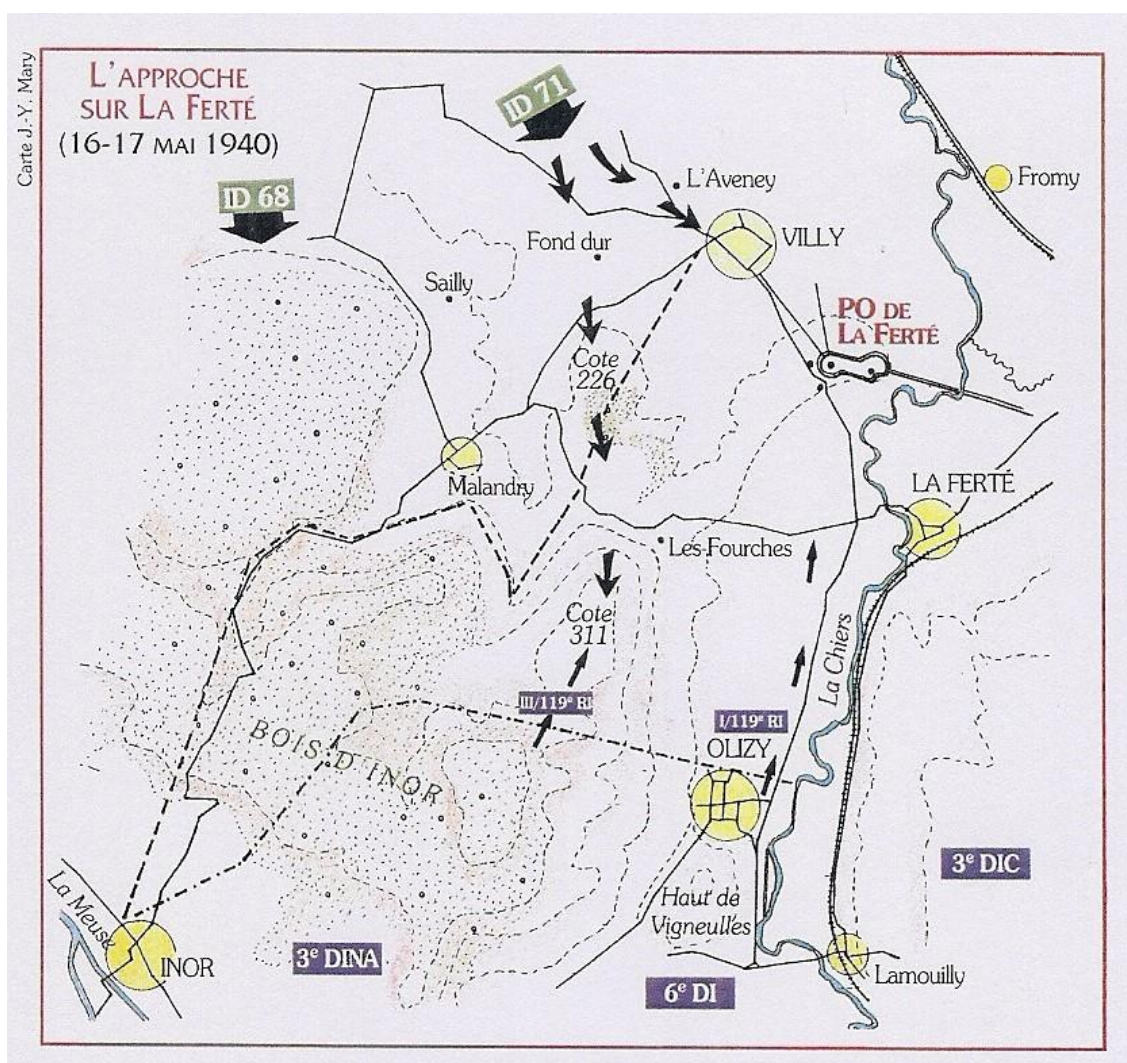 Carte J.-Y. Mary
L'APPROCHE
SUR LA FERTÉ
(16-17 MAI 1940)
ID 71
ID 68
L'Aveney
Fromy
VILLY
Fond dur
Sailly
PO DE
LA FERTÉ
Cote
226
Malandry
LA FERTÉ
Les-Fourches
Cote
311
La Chiers
III/119e RI
I/119e RI
OLIZY
BOIS D'INOR
3e DIC
La Meuse
Haut de
Vigneulles
INOR
3e DINA
6e DI
Lamouilly